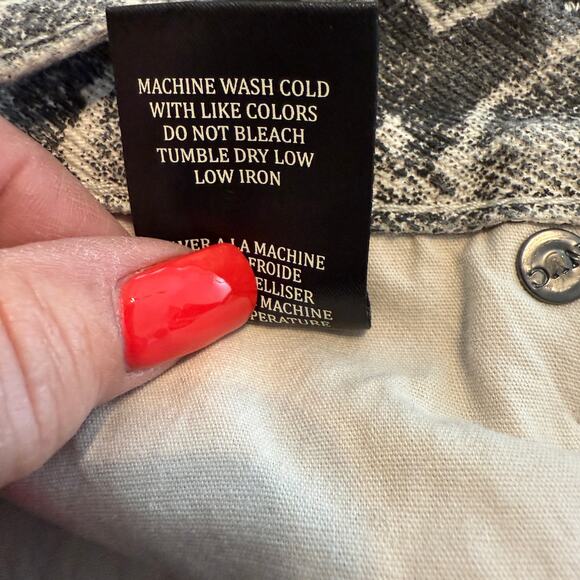 MACHINE WASH COLD
WITH LIKE COLORS
DO NOT BLEACH
TUMBLE DRY LOW
LOW IRON
A LA MACHINE
FROIDE
MACHINE